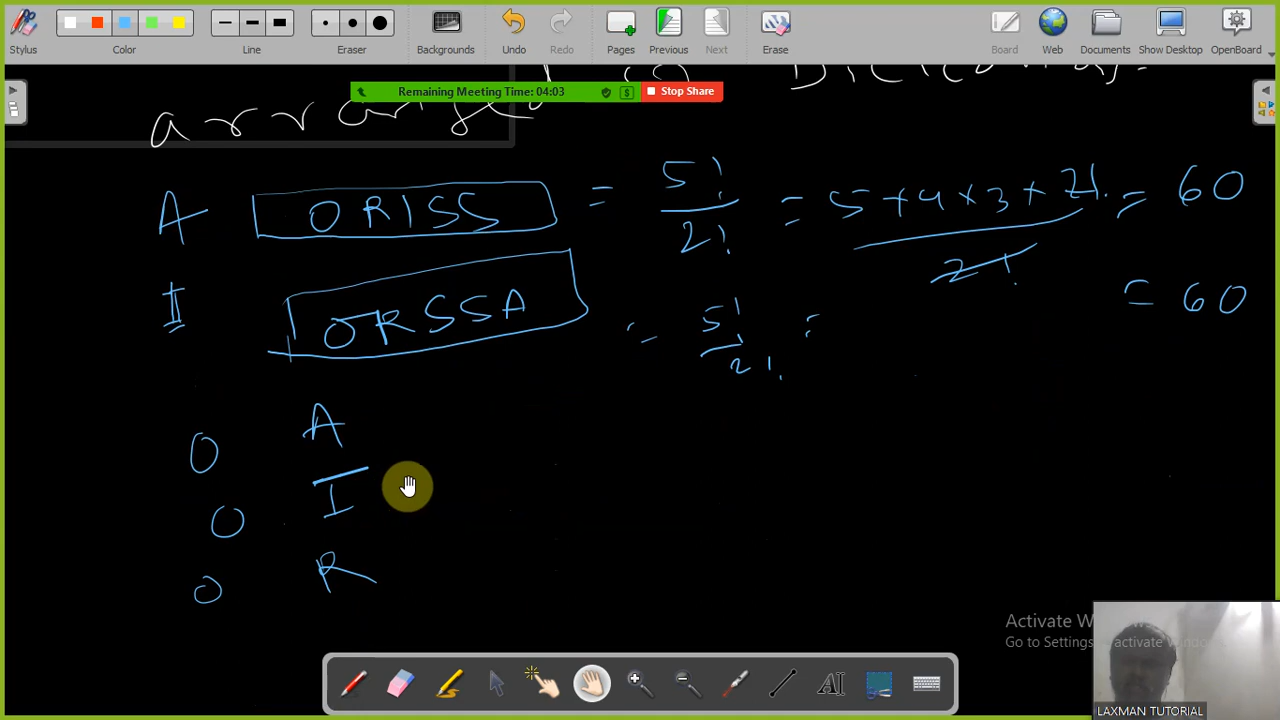 Stylus
Color
Line
Eraser
Backgrounds
Undo
Redo
Pages
Previous
Next
Erase
Board
Web
Documents
Show Desktop
OpenBoard
Remaining Meeting Time: 04:03
Stop Share
A ORISS = 5!/2! = 5 + 4 × 3 + 2!/2! = 60
I ORSSA = 5!/2! = = 60
O A
O I
O R
Go to Settings
LAXMAN TUTORIAL